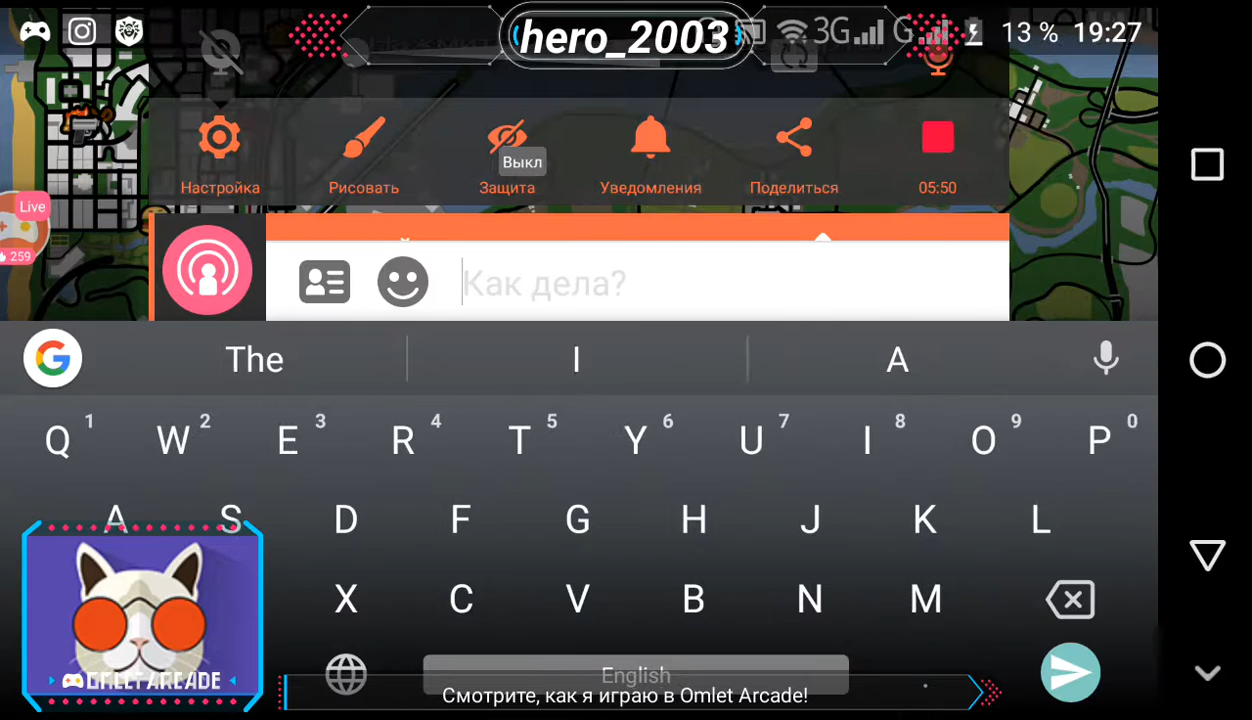 hero_2003
3G
G
13 % 19:27
Выкл
Настройка Рисовать Защита Уведомления Поделиться 05:50
Live
259
Как дела?
The I A
Q 1 W 2 E 3 R 4 T 5 Y 6 U 7 I 8 O 9 P 0
A S D F G H J K L
X C V B N M
OMLET ARCADE
English
Смотрите, как я играю в Omlet Arcade!